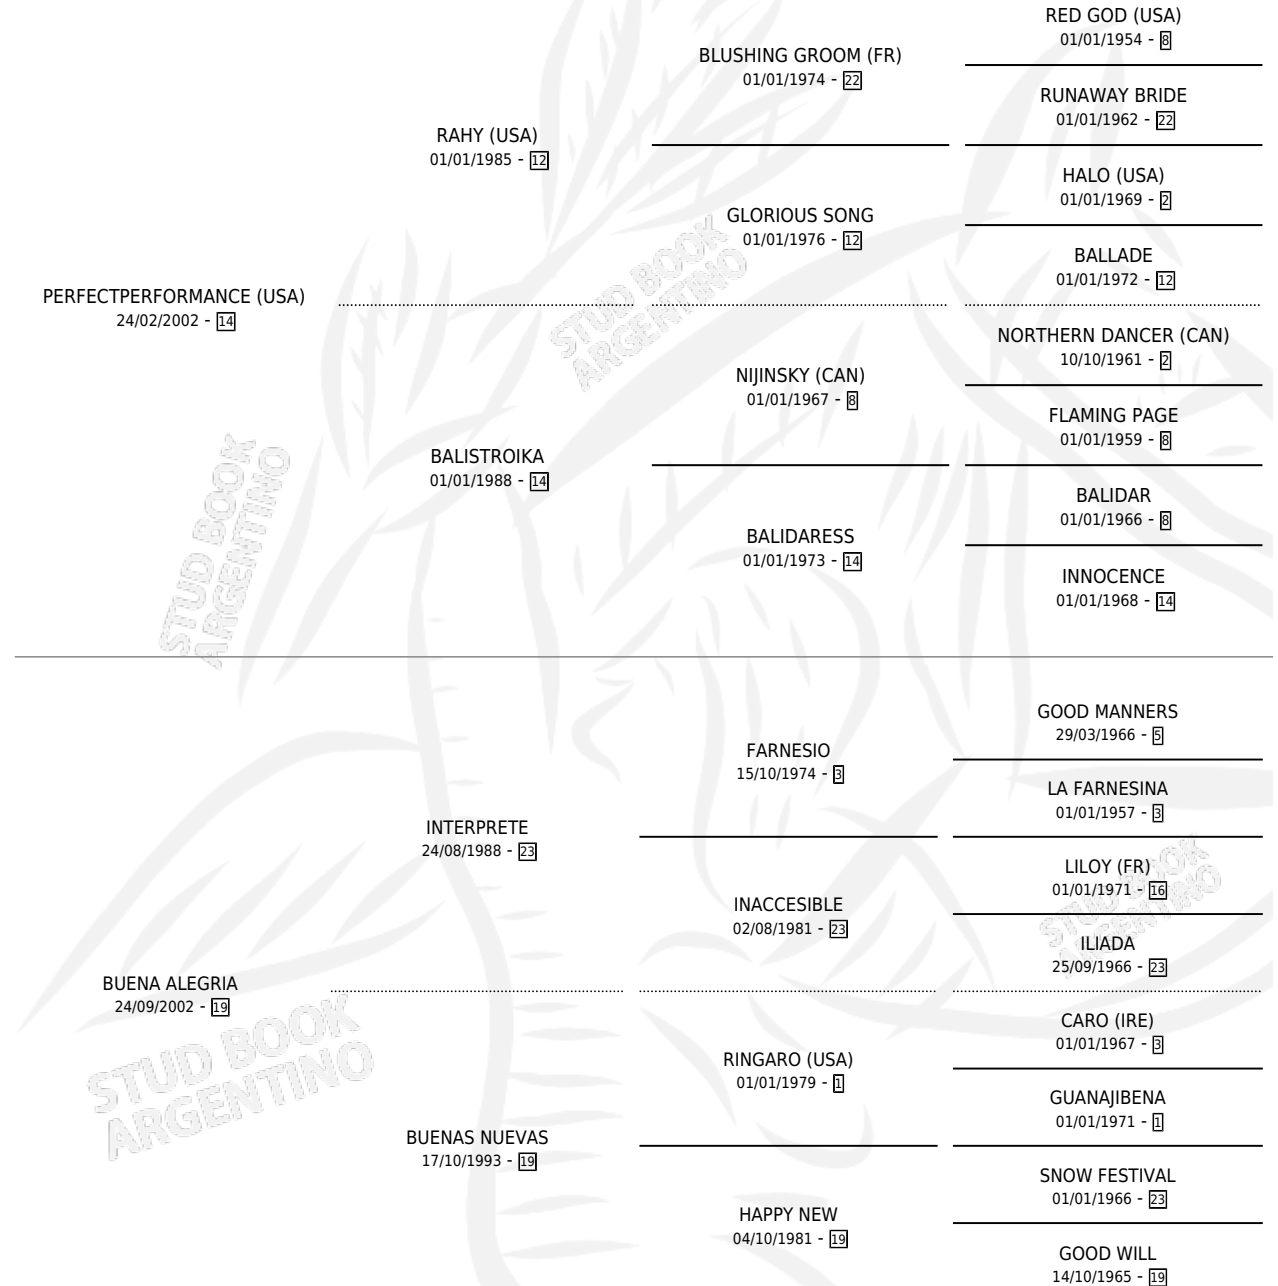 RED GOD (USA)
01/01/1954 - 8
BLUSHING GROOM (FR)
01/01/1974 - 22
RUNAWAY BRIDE
01/01/1962 - 22
RAHY (USA)
01/01/1985 - 12
HALO (USA)
01/01/1969 - 2
GLORIOUS SONG
01/01/1976 - 12
BALLADE
01/01/1972 - 12
PERFECTPERFORMANCE (USA)
24/02/2002 - 14
NORTHERN DANCER (CAN)
10/10/1961 - 2
NIJINSKY (CAN)
01/01/1967 - 8
FLAMING PAGE
01/01/1959 - 8
BALISTROIKA
01/01/1988 - 14
BALIDAR
01/01/1966 - 8
BALIDARESS
01/01/1973 - 14
INNOCENCE
01/01/1968 - 14
STUD BOOK
ARGENTINO
STUD BOOK
ARGENTINO
GOOD MANNERS
29/03/1966 - 5
FARNESIO
15/10/1974 - 3
LA FARNESINA
01/01/1957 - 3
INTERPRETE
24/08/1988 - 23
LILOY (FR)
01/01/1971 - 16
INACCESIBLE
02/08/1981 - 23
ILIADA
25/09/1966 - 23
STUD BOOK
ARGENTINO
BUENA ALEGRIA
24/09/2002 - 19
CARO (IRE)
01/01/1967 - 3
RINGARO (USA)
01/01/1979 - 1
GUANAJIBENA
01/01/1971 - 1
STUD BOOK
ARGENTINO
BUENAS NUEVAS
17/10/1993 - 19
SNOW FESTIVAL
01/01/1966 - 23
HAPPY NEW
04/10/1981 - 19
GOOD WILL
14/10/1965 - 19